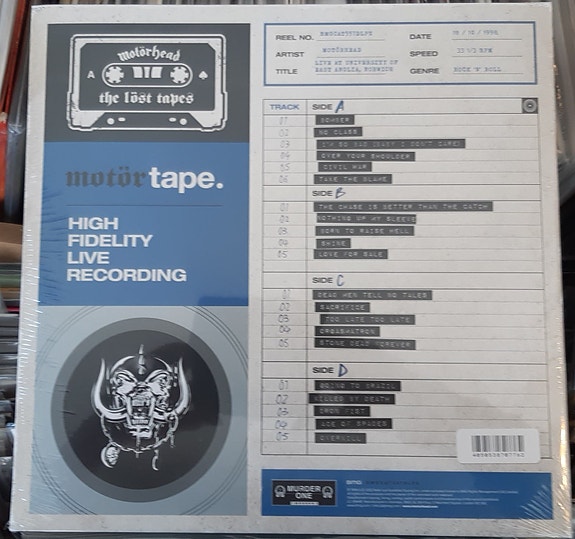 motörhead
A
the löst tapes
motörtape.
HIGH
FIDELITY
LIVE
RECORDING
REEL NO. BMGCAT557DLPX
DATE 18 / 10 / 1998
ARTIST MOTÖRHEAD
SPEED 33 1/3 RPM
TITLE LIVE AT UNIVERSITY OF
EAST ANGLIA, NORWICH
GENRE ROCK 'N' ROLL
TRACK SIDE A
01 BOMBER
02 NO CLASS
03 I'M SO BAD (BABY I DON'T CARE)
04 OVER YOUR SHOULDER
05 CIVIL WAR
06 TAKE THE BLAME
SIDE B
01 THE CHASE IS BETTER THAN THE CATCH
02 NOTHING UP MY SLEEVE
03 BORN TO RAISE HELL
04 SHINE
05 LOVE FOR SALE
SIDE C
01 DEAD MEN TELL NO TALES
02 SACRIFICE
03 TOO LATE TOO LATE
04 CROSSHATRON
05 STONE DEAD FOREVER
SIDE D
01 GOING TO BRAZIL
02 KILLED BY DEATH
03 IRON FIST
04 ACE OF SPADES
05 OVERKILL
MURDER
ONE
BMG